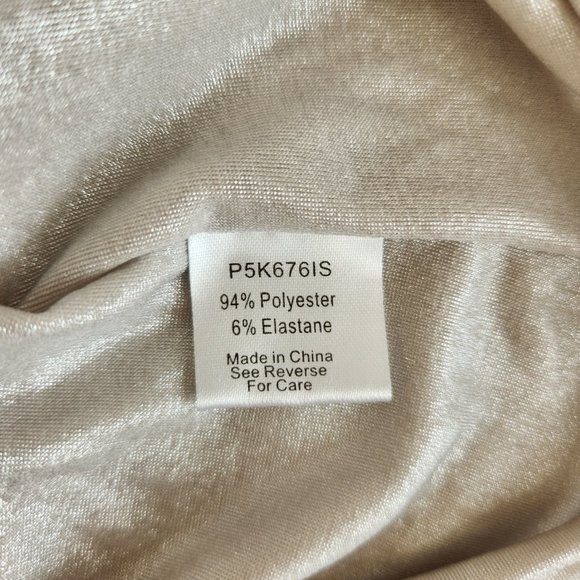 P5K676IS
94% Polyester
6% Elastane
Made in China
See Reverse
For Care